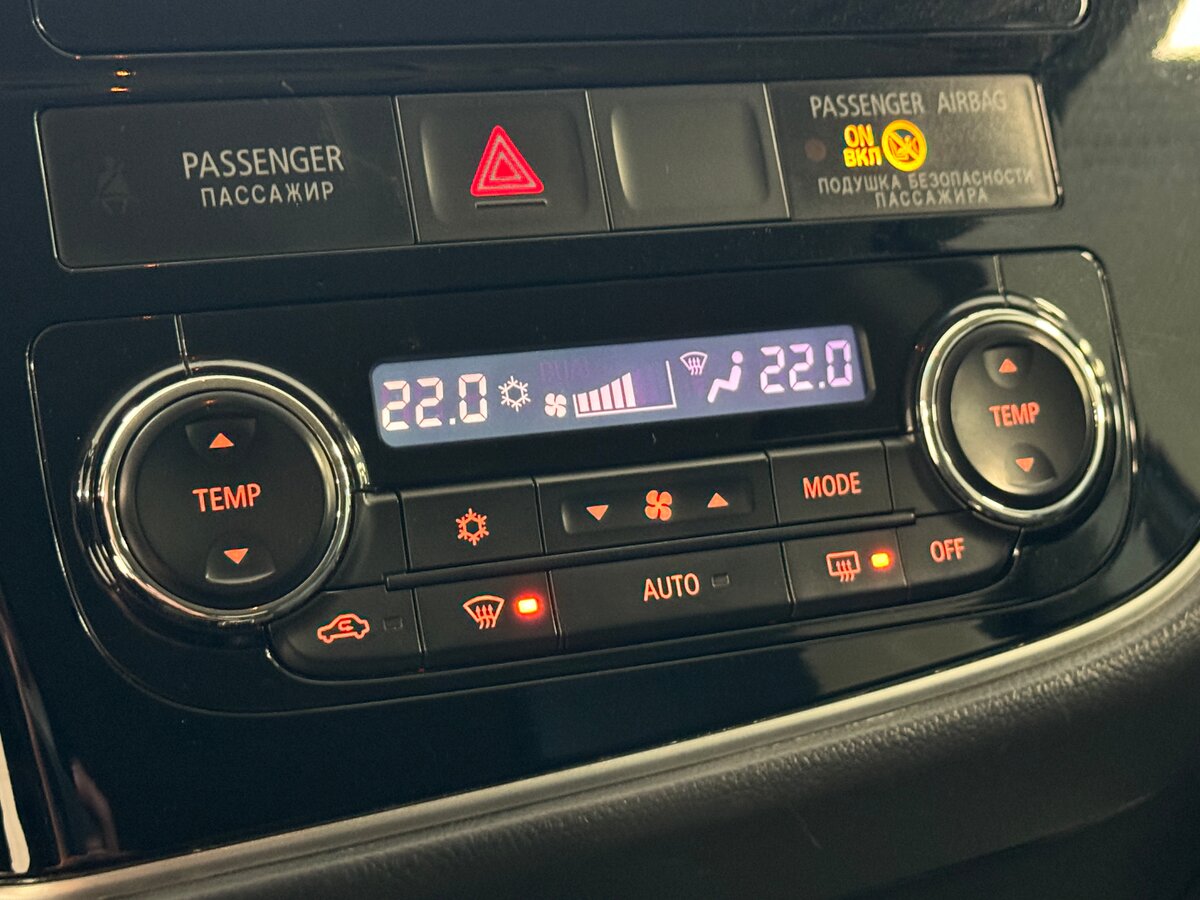 PASSENGER
ПАССАЖИР
PASSENGER AIRBAG
ON
ВКЛ
ПОДУШКА БЕЗОПАСНОСТИ
ПАССАЖИРА
22.0
22.0
TEMP
TEMP
MODE
AUTO
OFF